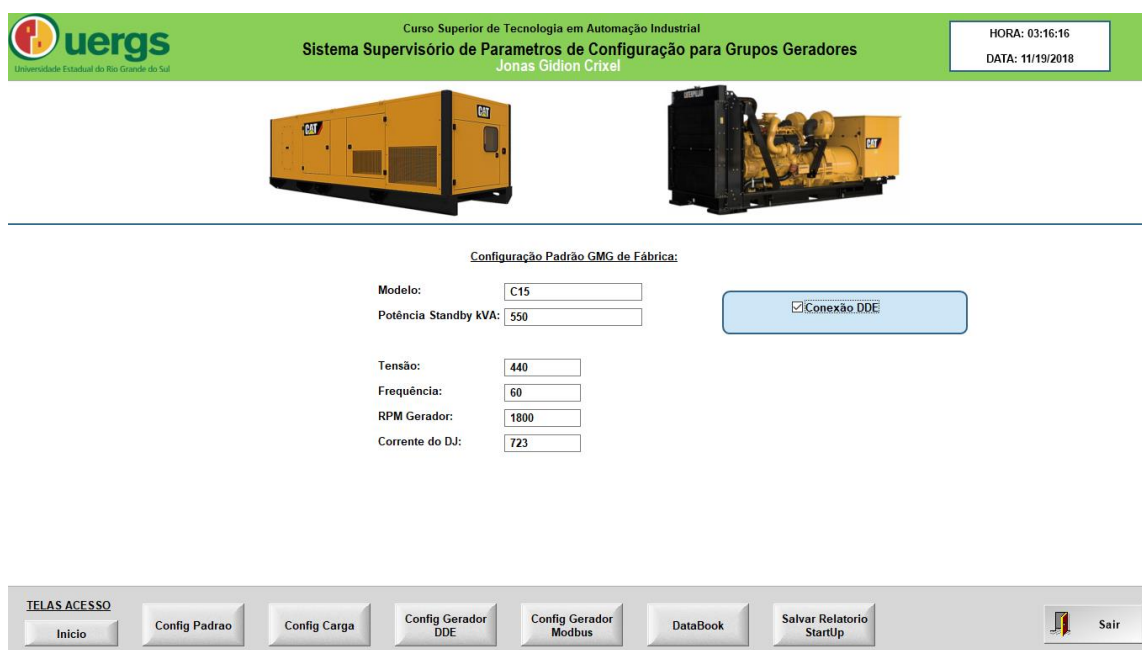 uergs
Universidade Estadual do Rio Grande do Sul
Curso Superior de Tecnologia em Automação Industrial
Sistema Supervisório de Parametros de Configuração para Grupos Geradores
Jonas Gidion Crixel
HORA: 03:16:16
DATA: 11/19/2018
CAT
CAT
CAT
Configuração Padrão GMG de Fábrica:
Modelo: C15
Potência Standby kVA: 550
Conexão DDE
Tensão: 440
Frequência: 60
RPM Gerador: 1800
Corrente do DJ: 723
TELAS ACESSO
Inicio
Config Padrao
Config Carga
Config Gerador
DDE
Config Gerador
Modbus
DataBook
Salvar Relatorio
StartUp
Sair